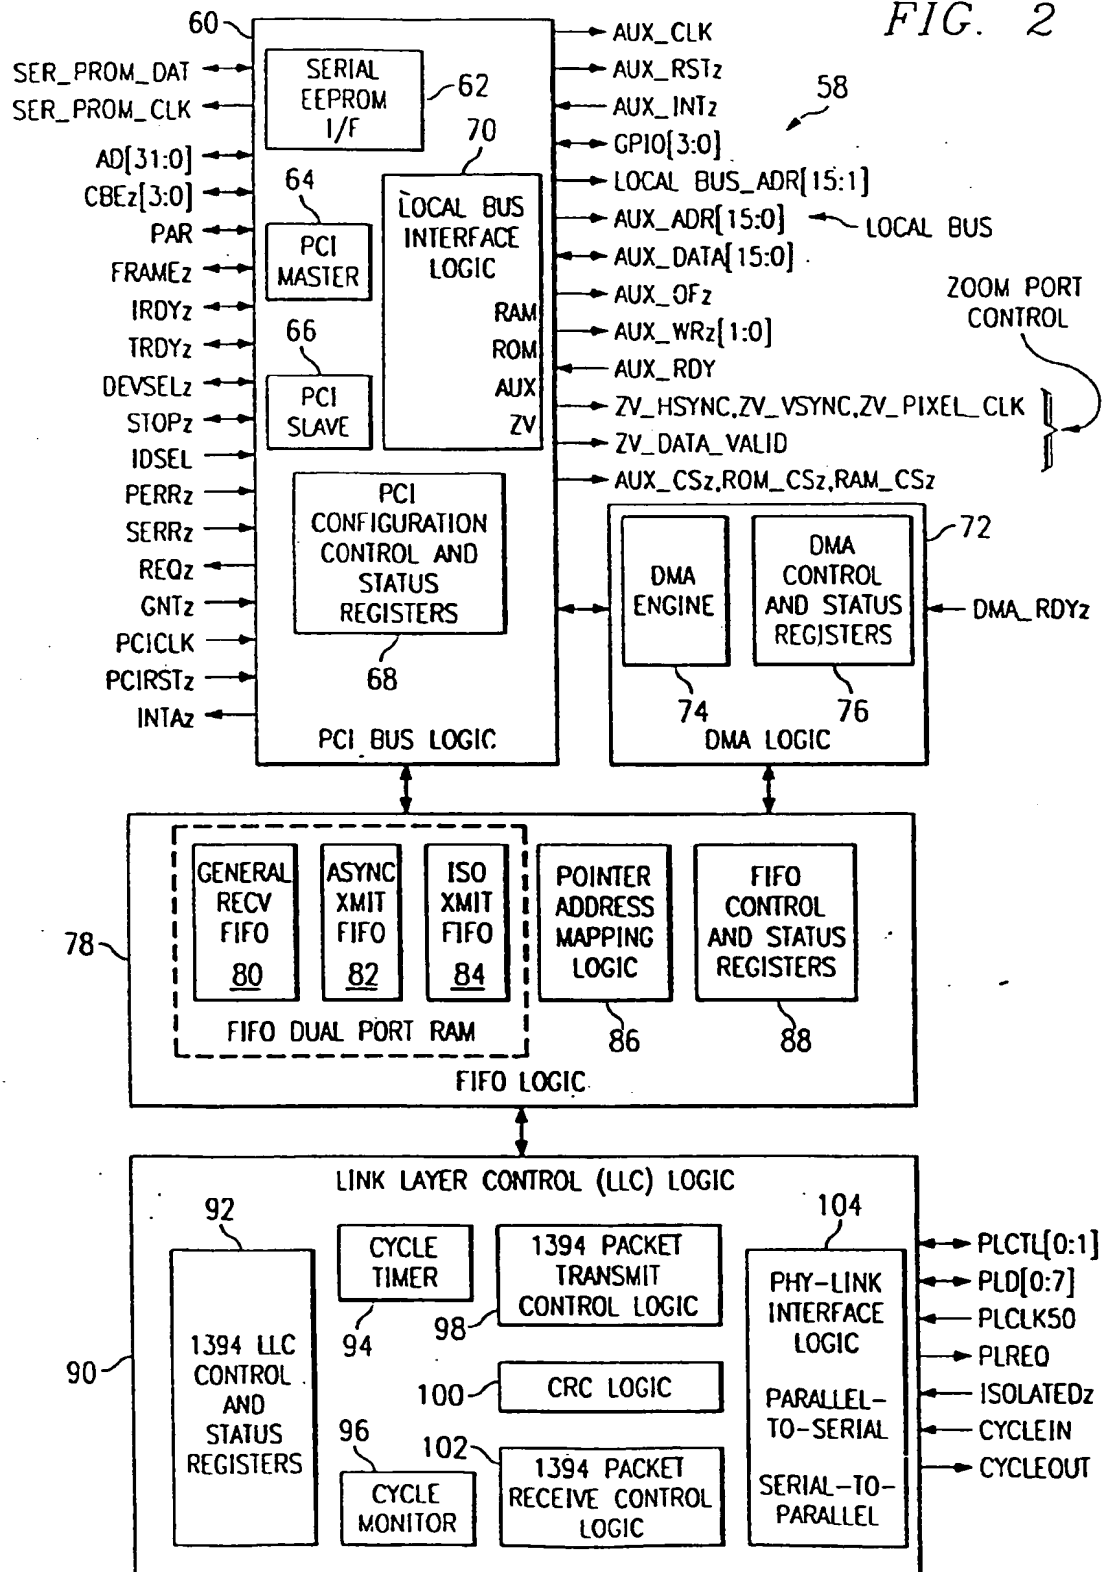 FIG. 2
58
60
SER_PROM_DAT
SER_PROM_CLK
AD[31:0]
CBEz[3:0]
PAR
FRAMEz
IRDYz
TRDYz
DEVSELz
STOPz
IDSEL
PERRz
SERRz
REQz
GNTz
PCICLK
PCIRSTz
INTAz
SERIAL
EEPROM
I/F
62
64
PCI
MASTER
66
PCI
SLAVE
70
LOCAL BUS
INTERFACE
LOGIC
RAM
ROM
AUX
ZV
PCI
CONFIGURATION
CONTROL AND
STATUS
REGISTERS
68
PCI BUS LOGIC
AUX_CLK
AUX_RSTz
AUX_INTz
GPIO[3:0]
LOCAL BUS_ADR[15:1]
AUX_ADR[15:0]
LOCAL BUS
AUX_DATA[15:0]
AUX_OFz
AUX_WRz[1:0]
AUX_RDY
ZV_HSYNC,ZV_VSYNC,ZV_PIXEL_CLK
ZV_DATA_VALID
AUX_CSz,ROM_CSz,RAM_CSz
ZOOM PORT
CONTROL
72
DMA
ENGINE
74
DMA
CONTROL
AND STATUS
REGISTERS
76
DMA LOGIC
DMA_RDYz
78
GENERAL
RECV
FIFO
80
ASYNC
XMIT
FIFO
82
ISO
XMIT
FIFO
84
FIFO DUAL PORT RAM
POINTER
ADDRESS
MAPPING
LOGIC
86
FIFO
CONTROL
AND STATUS
REGISTERS
88
FIFO LOGIC
LINK LAYER CONTROL (LLC) LOGIC
90
92
1394 LLC
CONTROL
AND
STATUS
REGISTERS
CYCLE
TIMER
94
96
CYCLE
MONITOR
1394 PACKET
TRANSMIT
CONTROL LOGIC
98
100
CRC LOGIC
102
1394 PACKET
RECEIVE CONTROL
LOGIC
104
PHY-LINK
INTERFACE
LOGIC
PARALLEL-
TO-SERIAL
SERIAL-TO-
PARALLEL
PLCTL[0:1]
PLD[0:7]
PLCLK50
PLREQ
ISOLATEDz
CYCLEIN
CYCLEOUT